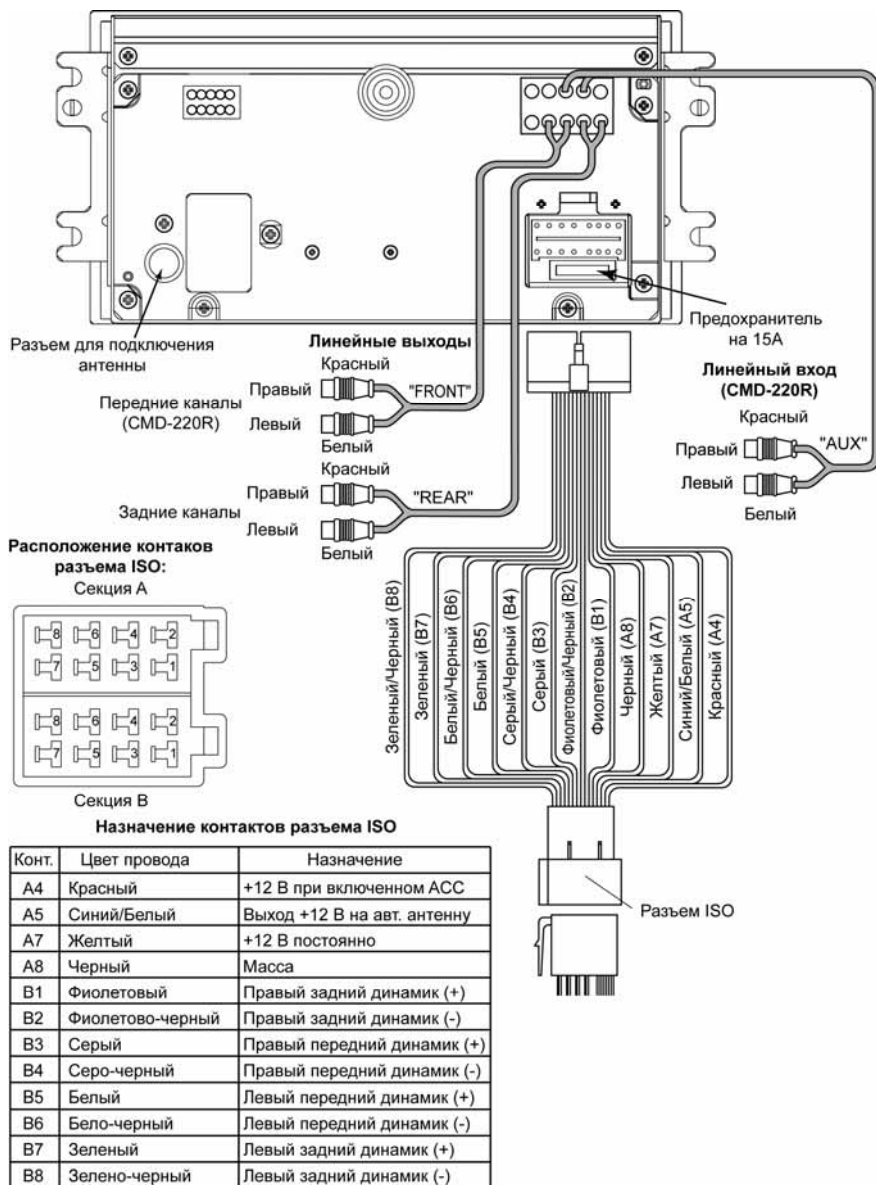 Разъем для подключения
антенны
Предохранитель
на 15А
Линейные выходы
Красный
Правый
"FRONT"
Передние каналы
(CMD-220R)
Левый
Белый
Красный
Правый
"REAR"
Задние каналы
Левый
Белый
Линейный вход
(CMD-220R)
Красный
Правый
"AUX"
Левый
Белый
Расположение контаков
разъема ISO:
Секция А
8 6 4 2
7 5 3 1
8 6 4 2
7 5 3 1
Секция В
Зеленый/Черный (B8)
Зеленый (B7)
Белый/Черный (B6)
Белый (B5)
Серый/Черный (B4)
Серый (B3)
Фиолетовый/Черный (B2)
Фиолетовый (B1)
Черный (A8)
Желтый (A7)
Синий/Белый (A5)
Красный (A4)
Разъем ISO
Назначение контактов разъема ISO
Конт. Цвет провода Назначение
A4 Красный +12 В при включенном ACC
A5 Синий/Белый Выход +12 В на авт. антенну
A7 Желтый +12 В постоянно
A8 Черный Масса
B1 Фиолетовый Правый задний динамик (+)
B2 Фиолетово-черный Правый задний динамик (-)
B3 Серый Правый передний динамик (+)
B4 Серо-черный Правый передний динамик (-)
B5 Белый Левый передний динамик (+)
B6 Бело-черный Левый передний динамик (-)
B7 Зеленый Левый задний динамик (+)
B8 Зелено-черный Левый задний динамик (-)